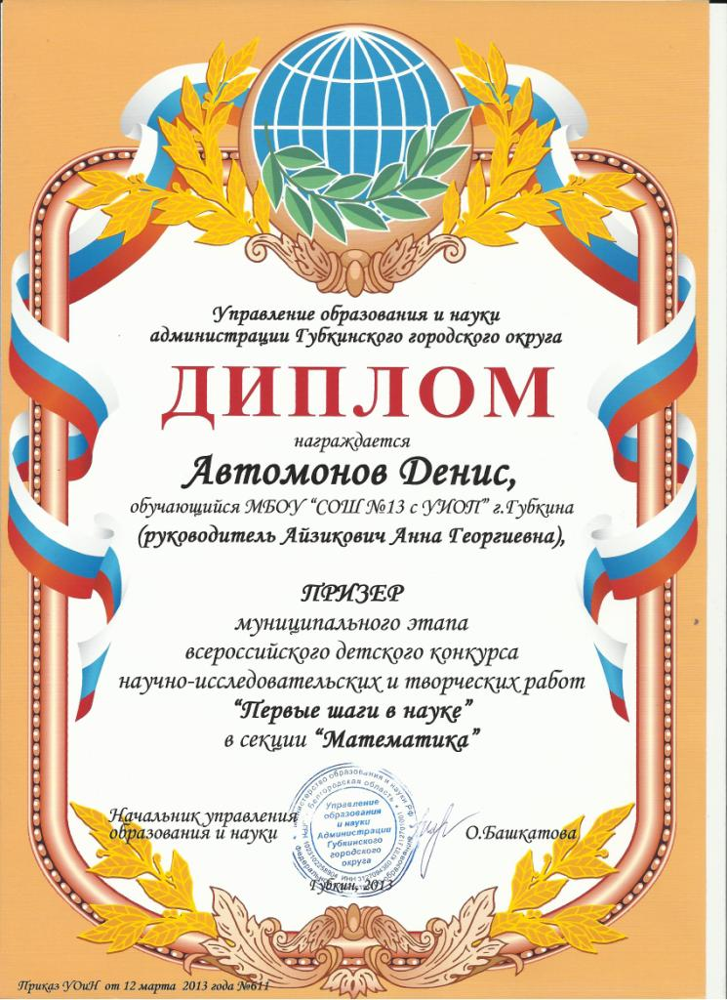 Управление образования и науки
администрации Губкинского городского округа
ДИПЛОМ
награждается
Автомонов Денис,
обучающийся МБОУ “СОШ №13 с УИОП” г.Губкина
(руководитель Айзикович Анна Георгиевна),
ПРИЗЕР
муниципального этапа
всероссийского детского конкурса
научно-исследовательских и творческих работ
“Первые шаги в науке”
в секции “Математика”
Начальник управления
образования и науки
О.Башкатова
Управление
образования
и науки
Администрации
Губкинского
городского
округа
Губкин, 2013
Приказ УОиН от 12 марта 2013 года №611